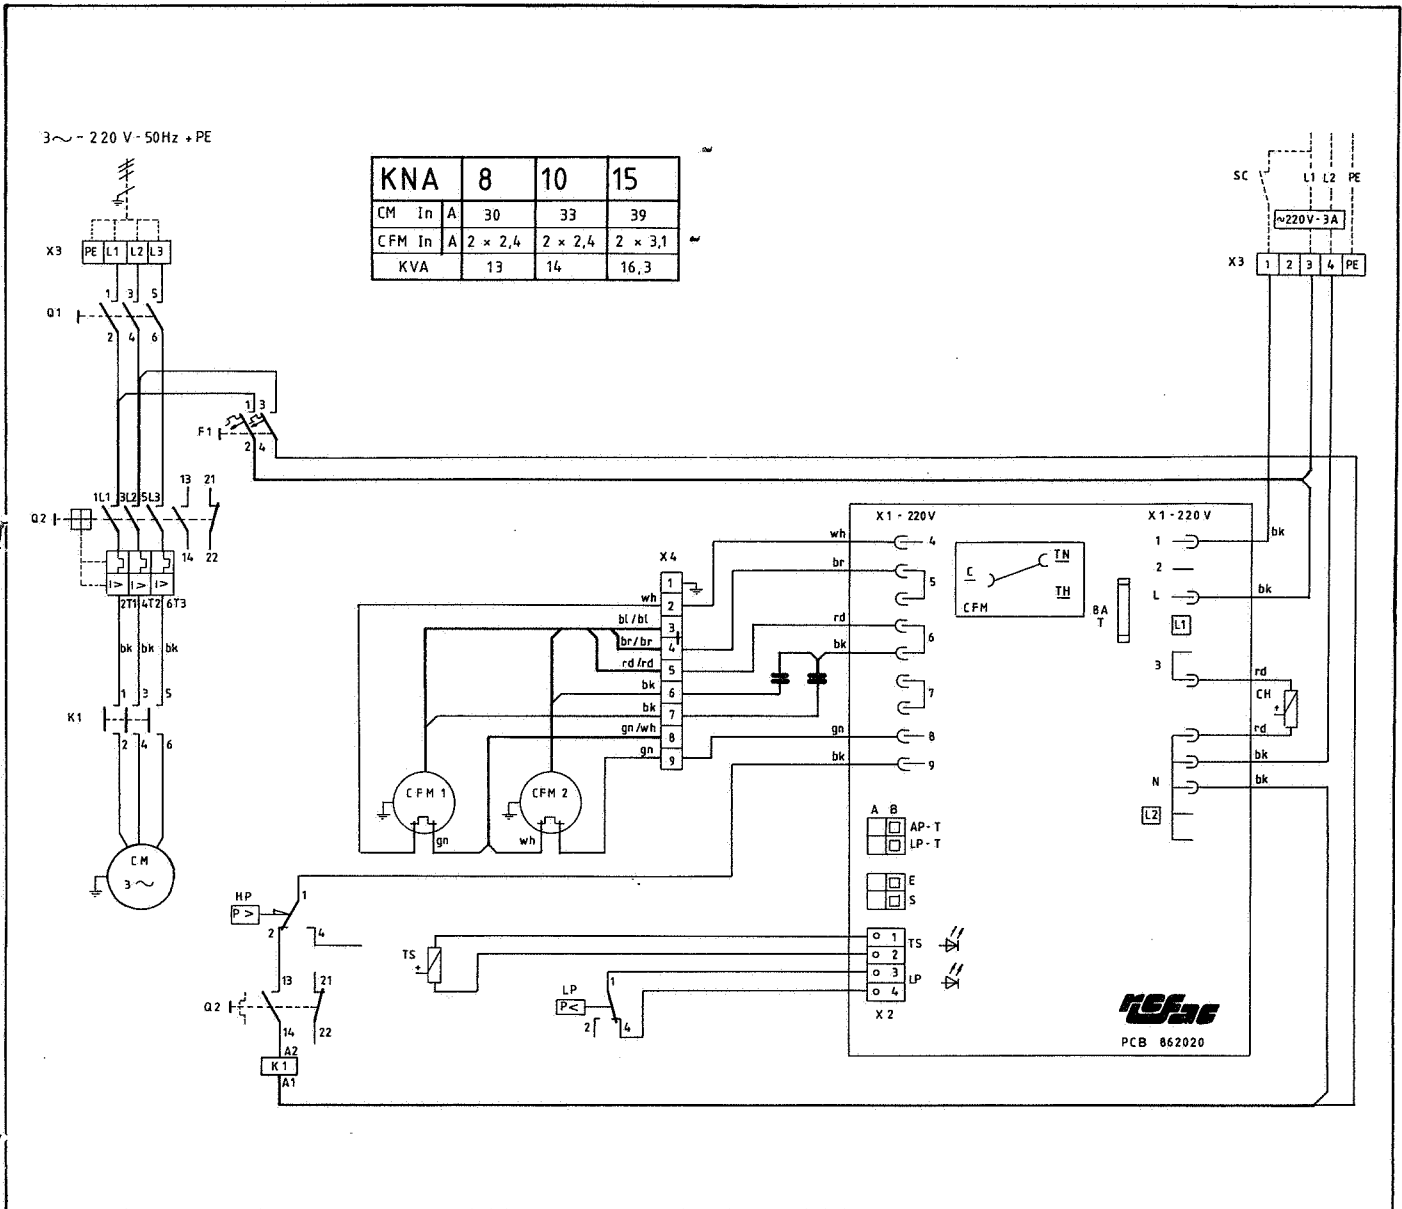 3~ - 220 V - 50Hz + PE
KNA 8 10 15
CM In A 30 33 39
CFM In A 2 × 2,4 2 × 2,4 2 × 3,1
KVA 13 14 16,3
SC L1 L2 PE
~220V - 3A
X3 1 2 3 4 PE
X3 PE L1 L2 L3
1 3 5
Q1
2 4 6
1 3
F1
2 4
13 21
1L1 3L2 5L3
Q2
14 22
I> I> I>
2T1 4T2 6T3
bk bk bk
1 3 5
K1
2 4 6
CM
3~
X4
1
wh 2 wh
bl/bl 3
br/br 4 br
rd/rd 5 rd
bk 6 bk
bk 7
gn/wh 8 gn
gn 9 bk
CFM 1
CFM 2
gn
wh
X1 - 220V
4
5
6
7
8
9
C TN
CFM TH
BA
T
X1 - 220 V
1 bk
2
L bk
L1
3
rd
CH
rd
bk
N bk
L2
A B
AP - T
LP - T
E
S
1 TS
2
3 LP
4
X2
rcfac
PCB 862020
HP
P >
1
2 4
13 21
Q2
14 22
A2
K1
A1
TS
LP
P<
1
2 4